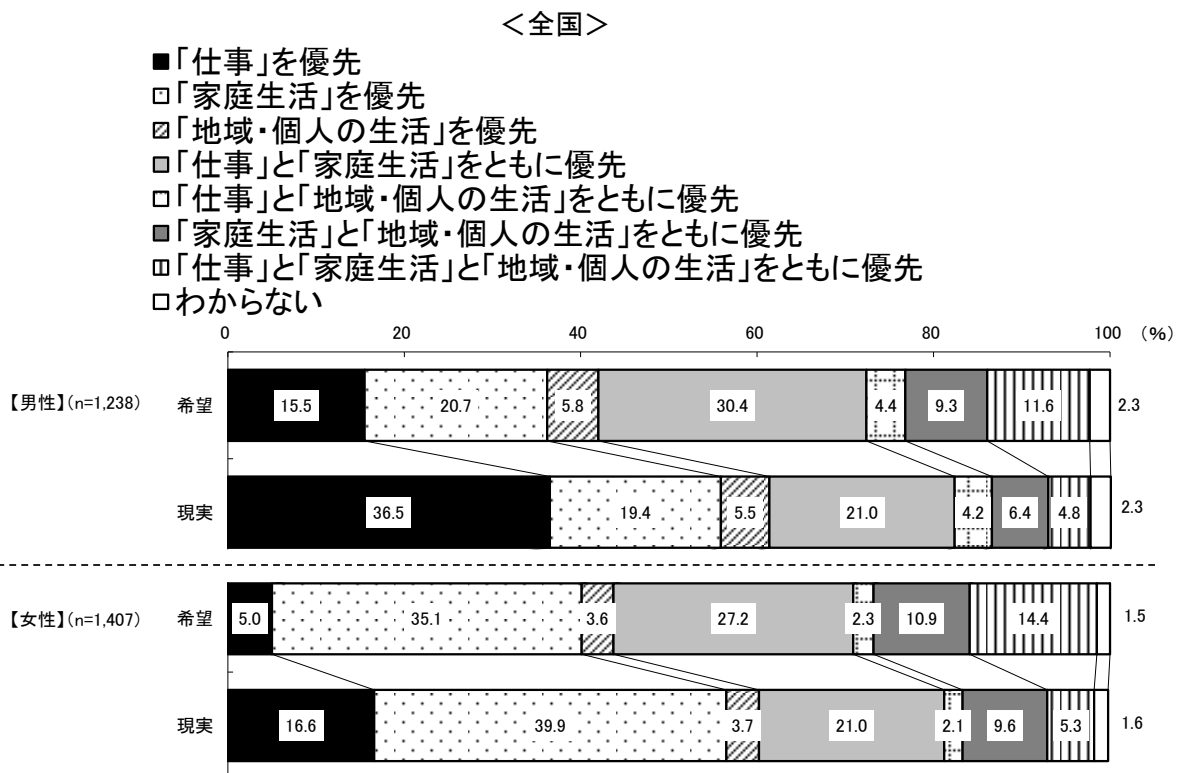 ＜全国＞
「仕事」を優先
「家庭生活」を優先
「地域・個人の生活」を優先
「仕事」と「家庭生活」をともに優先
「仕事」と「地域・個人の生活」をともに優先
「家庭生活」と「地域・個人の生活」をともに優先
「仕事」と「家庭生活」と「地域・個人の生活」をともに優先
わからない
0 20 40 60 80 100 （％）
【男性】(n=1,238) 希望 15.5 20.7 5.8 30.4 4.4 9.3 11.6 2.3
現実 36.5 19.4 5.5 21.0 4.2 6.4 4.8 2.3
【女性】(n=1,407) 希望 5.0 35.1 3.6 27.2 2.3 10.9 14.4 1.5
現実 16.6 39.9 3.7 21.0 2.1 9.6 5.3 1.6